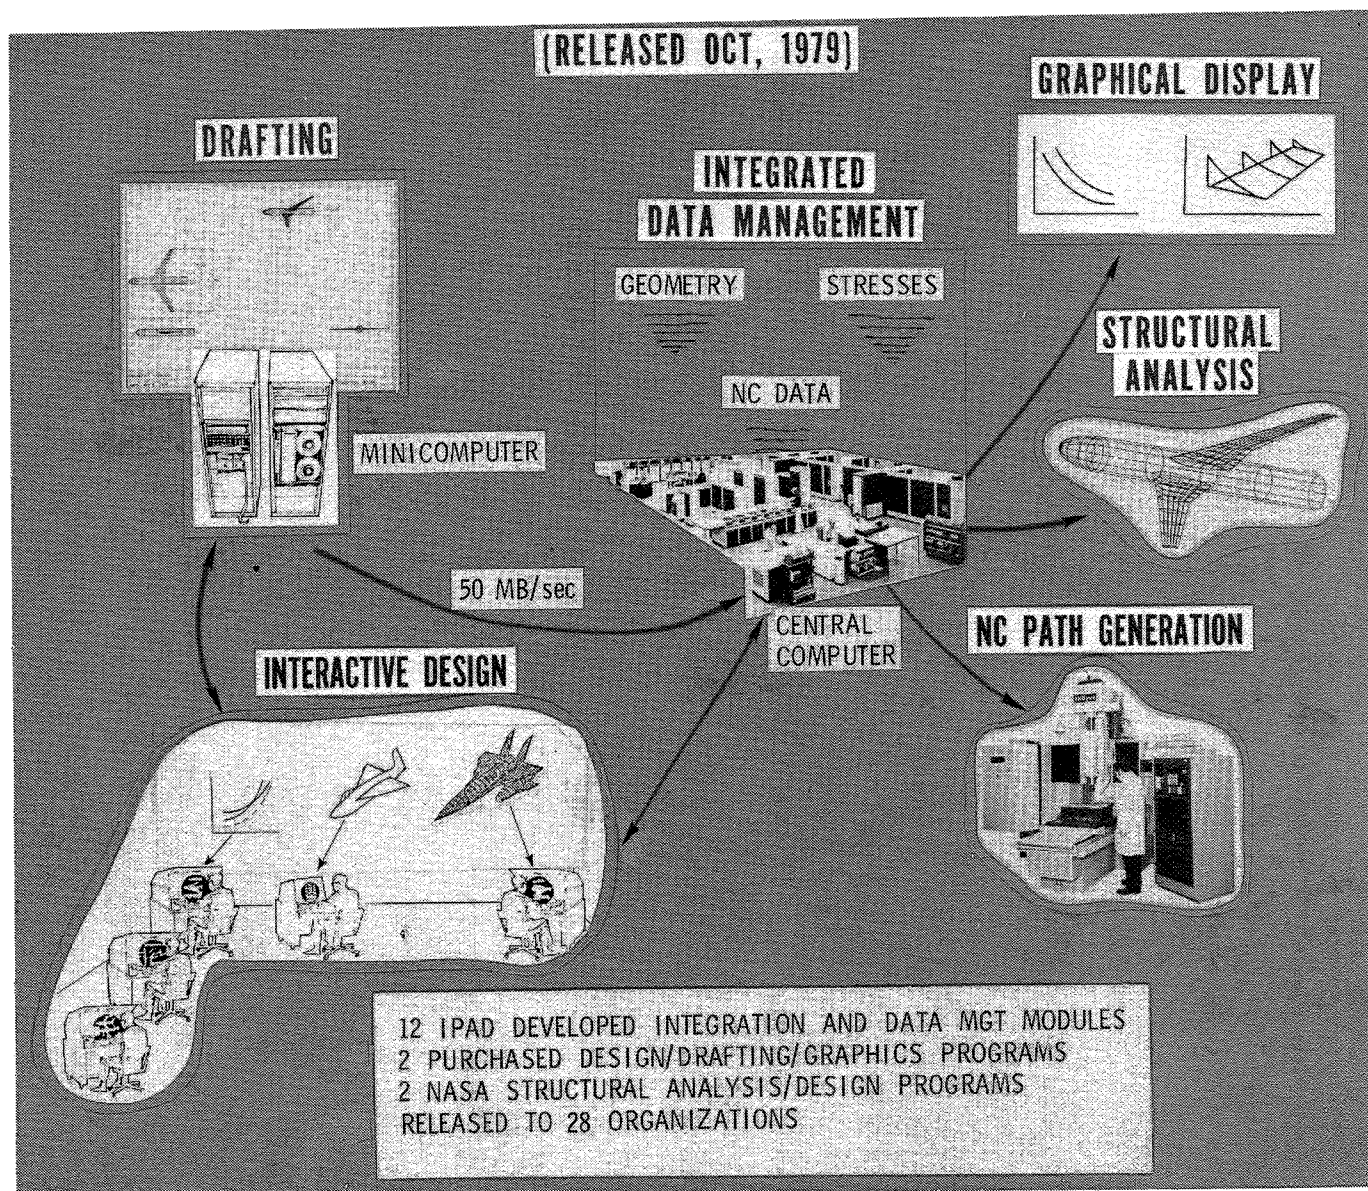 (RELEASED OCT, 1979)
GRAPHICAL DISPLAY
DRAFTING
INTEGRATED
DATA MANAGEMENT
GEOMETRY
STRESSES
STRUCTURAL
ANALYSIS
NC DATA
MINICOMPUTER
50 MB/sec
CENTRAL
COMPUTER
NC PATH GENERATION
INTERACTIVE DESIGN
12 IPAD DEVELOPED INTEGRATION AND DATA MGT MODULES
2 PURCHASED DESIGN/DRAFTING/GRAPHICS PROGRAMS
2 NASA STRUCTURAL ANALYSIS/DESIGN PROGRAMS
RELEASED TO 28 ORGANIZATIONS